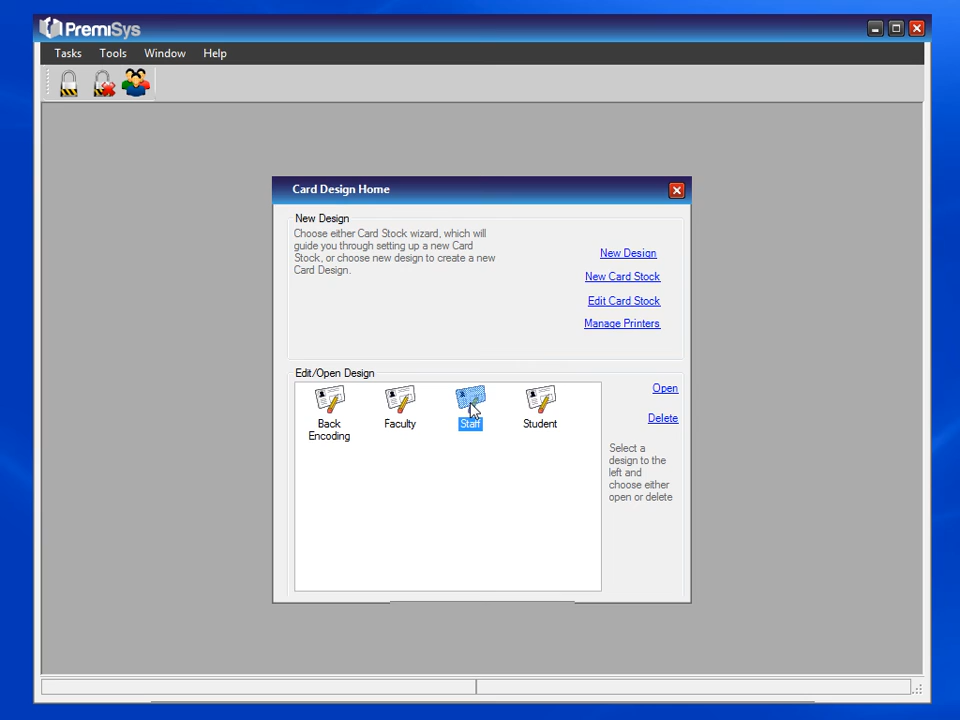 PremiSys
Tasks Tools Window Help
Card Design Home
New Design
Choose either Card Stock wizard, which will
guide you through setting up a new Card
Stock, or choose new design to create a new
Card Design.
New Design
New Card Stock
Edit Card Stock
Manage Printers
Edit/Open Design
Back
Encoding
Faculty
Staff
Student
Open
Delete
Select a
design to the
left and
choose either
open or delete